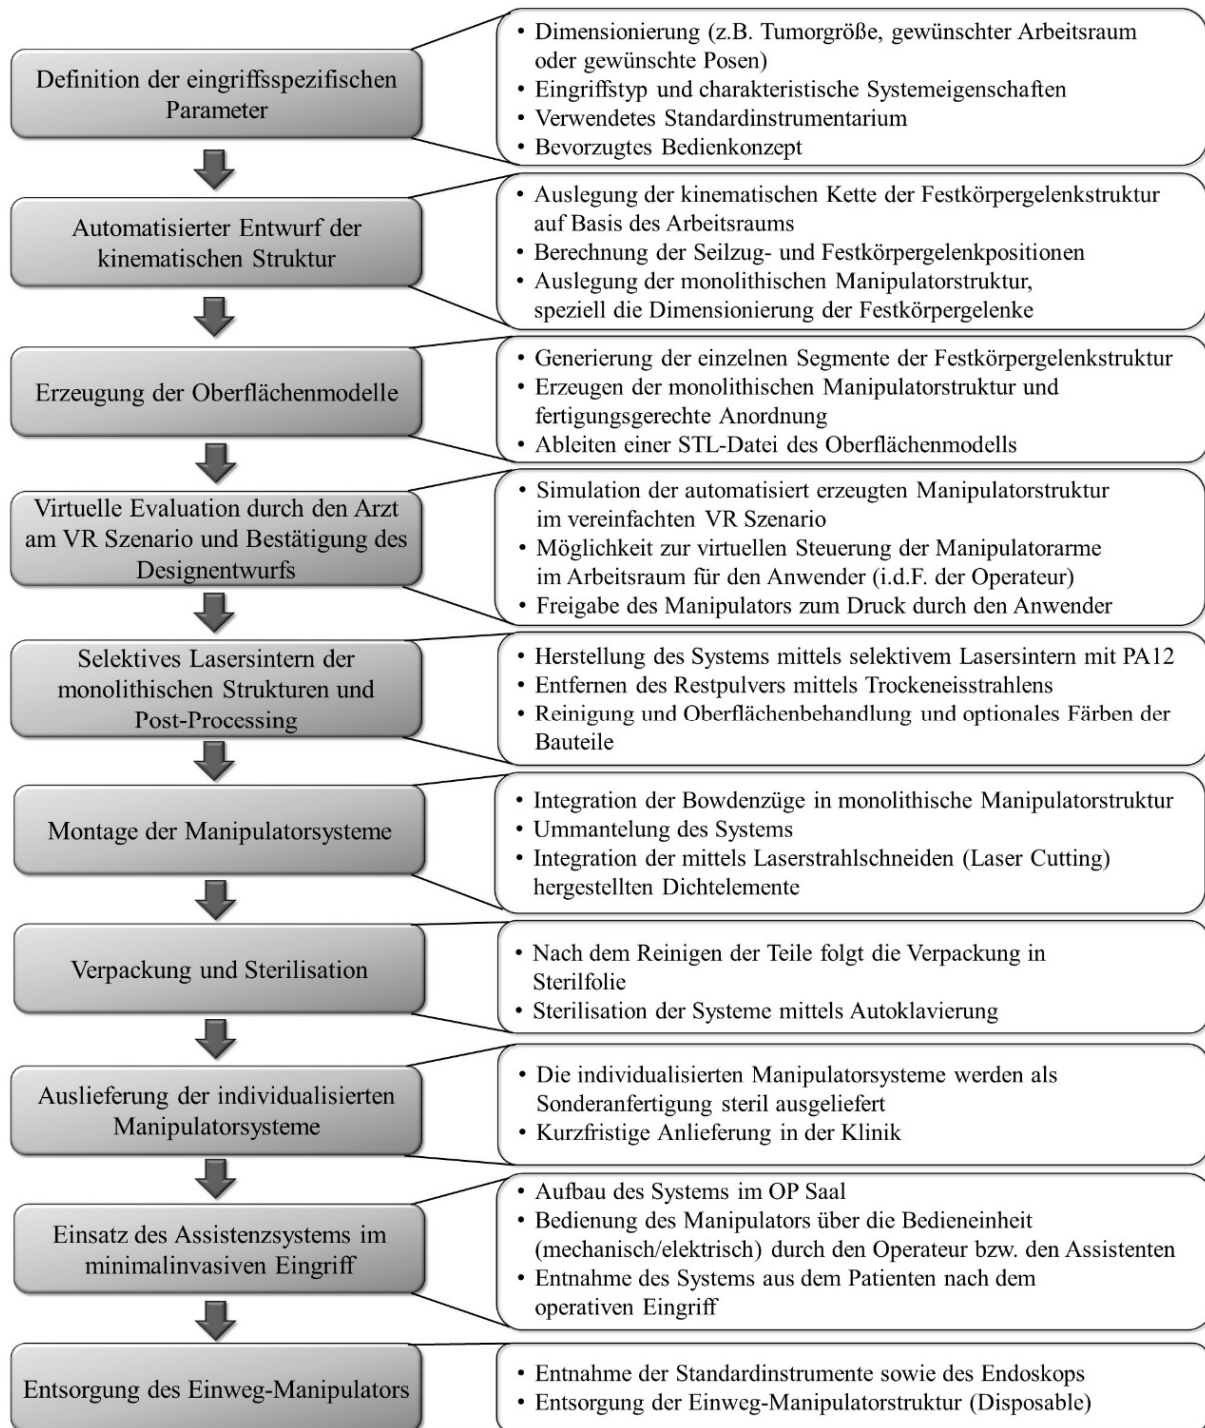 Definition der eingriffsspezifischen
Parameter
• Dimensionierung (z.B. Tumorgröße, gewünschter Arbeitsraum
oder gewünschte Posen)
• Eingriffstyp und charakteristische Systemeigenschaften
• Verwendetes Standardinstrumentarium
• Bevorzugtes Bedienkonzept
Automatisierter Entwurf der
kinematischen Struktur
• Auslegung der kinematischen Kette der Festkörpergelenkstruktur
auf Basis des Arbeitsraums
• Berechnung der Seilzug- und Festkörpergelenkpositionen
• Auslegung der monolithischen Manipulatorstruktur,
speziell die Dimensionierung der Festkörpergelenke
Erzeugung der Oberflächenmodelle
• Generierung der einzelnen Segmente der Festkörpergelenkstruktur
• Erzeugen der monolithischen Manipulatorstruktur und
fertigungsgerechte Anordnung
• Ableiten einer STL-Datei des Oberflächenmodells
Virtuelle Evaluation durch den Arzt
am VR Szenario und Bestätigung des
Designentwurfs
• Simulation der automatisiert erzeugten Manipulatorstruktur
im vereinfachten VR Szenario
• Möglichkeit zur virtuellen Steuerung der Manipulatorarme
im Arbeitsraum für den Anwender (i.d.F. der Operateur)
• Freigabe des Manipulators zum Druck durch den Anwender
Selektives Lasersintern der
monolithischen Strukturen und
Post-Processing
• Herstellung des Systems mittels selektivem Lasersintern mit PA12
• Entfernen des Restpulvers mittels Trockeneisstrahlens
• Reinigung und Oberflächenbehandlung und optionales Färben der
Bauteile
Montage der Manipulatorsysteme
• Integration der Bowdenzüge in monolithische Manipulatorstruktur
• Ummantelung des Systems
• Integration der mittels Laserstrahlschneiden (Laser Cutting)
hergestellten Dichtelemente
Verpackung und Sterilisation
• Nach dem Reinigen der Teile folgt die Verpackung in
Sterilfolie
• Sterilisation der Systeme mittels Autoklavierung
Auslieferung der individualisierten
Manipulatorsysteme
• Die individualisierten Manipulatorsysteme werden als
Sonderanfertigung steril ausgeliefert
• Kurzfristige Anlieferung in der Klinik
Einsatz des Assistenzsystems im
minimalinvasiven Eingriff
• Aufbau des Systems im OP Saal
• Bedienung des Manipulators über die Bedieneinheit
(mechanisch/elektrisch) durch den Operateur bzw. den Assistenten
• Entnahme des Systems aus dem Patienten nach dem
operativen Eingriff
Entsorgung des Einweg-Manipulators
• Entnahme der Standardinstrumente sowie des Endoskops
• Entsorgung der Einweg-Manipulatorstruktur (Disposable)